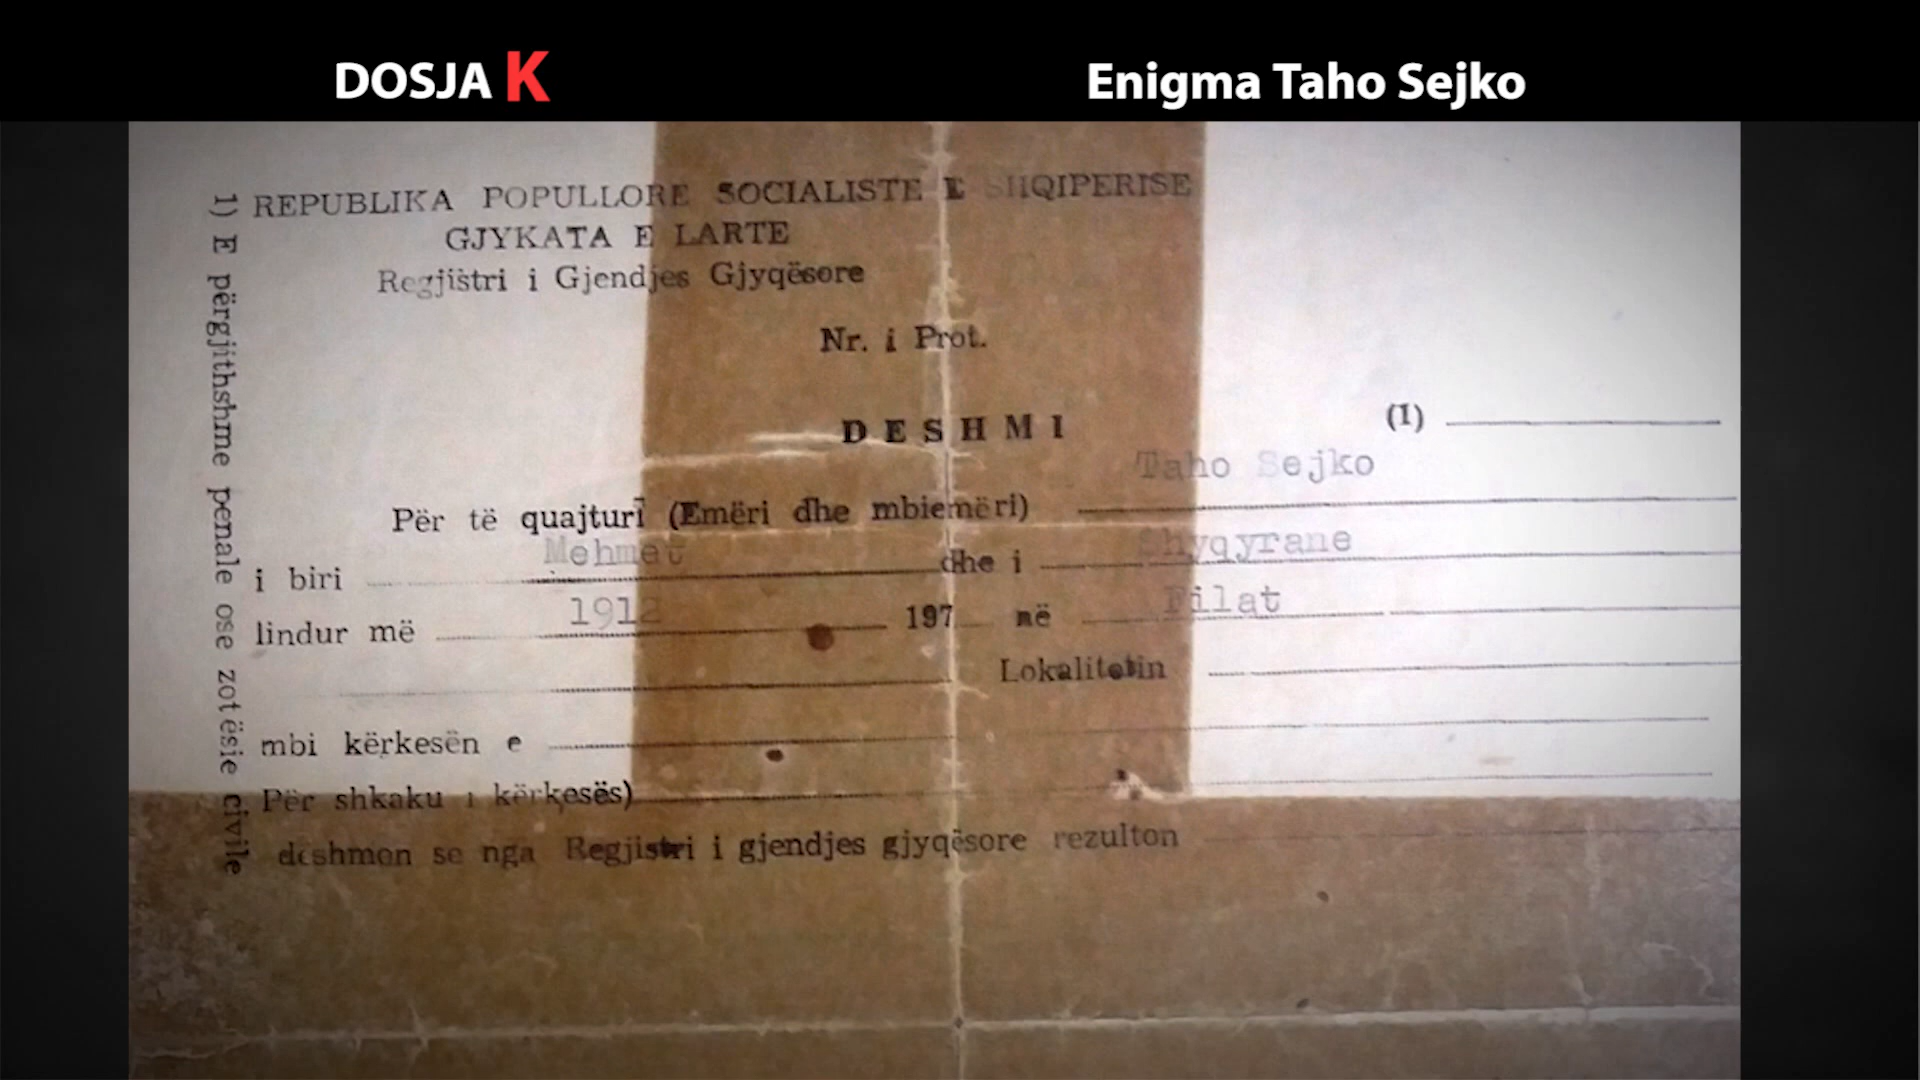 DOSJA K
Enigma Taho Sejko
1) E përgjithshme penale ose zotësie civile
REPUBLIKA POPULLORE SOCIALISTE E SHQIPERISE
GJYKATA E LARTE
Regjistri i Gjendjes Gjyqësore
Nr. i Prot.
DESHMI
(1)
Taho Sejko
Për të quajturi (Emëri dhe mbiemëri)
i biri Mehmet dhe i Shyqyrane
lindur më 1912 197 në Filat
Lokalitetin
mbi kërkesën e
Për shkaku i kërkesës)
dëshmon se nga Regjistri i gjendjes gjyqësore rezulton